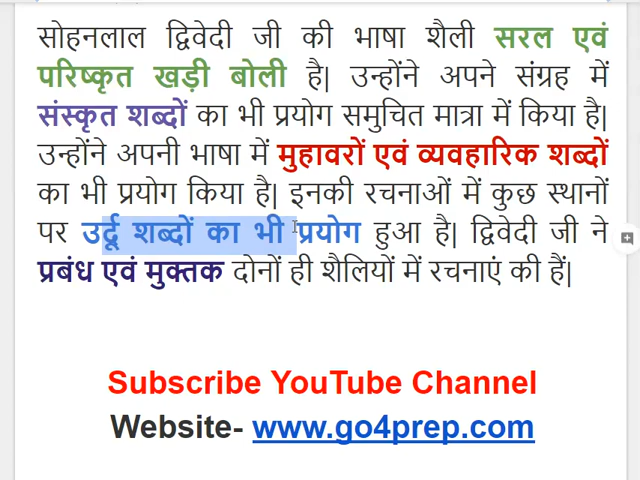 सोहनलाल द्विवेदी जी की भाषा शैली सरल एवं
परिष्कृत खड़ी बोली है| उन्होंने अपने संग्रह में
संस्कृत शब्दों का भी प्रयोग समुचित मात्रा में किया है|
उन्होंने अपनी भाषा में मुहावरों एवं व्यवहारिक शब्दों
का भी प्रयोग किया है| इनकी रचनाओं में कुछ स्थानों
पर उर्दू शब्दों का भी प्रयोग हुआ है| द्विवेदी जी ने
प्रबंध एवं मुक्तक दोनों ही शैलियों में रचनाएं की हैं|
Subscribe YouTube Channel
Website- www.go4prep.com